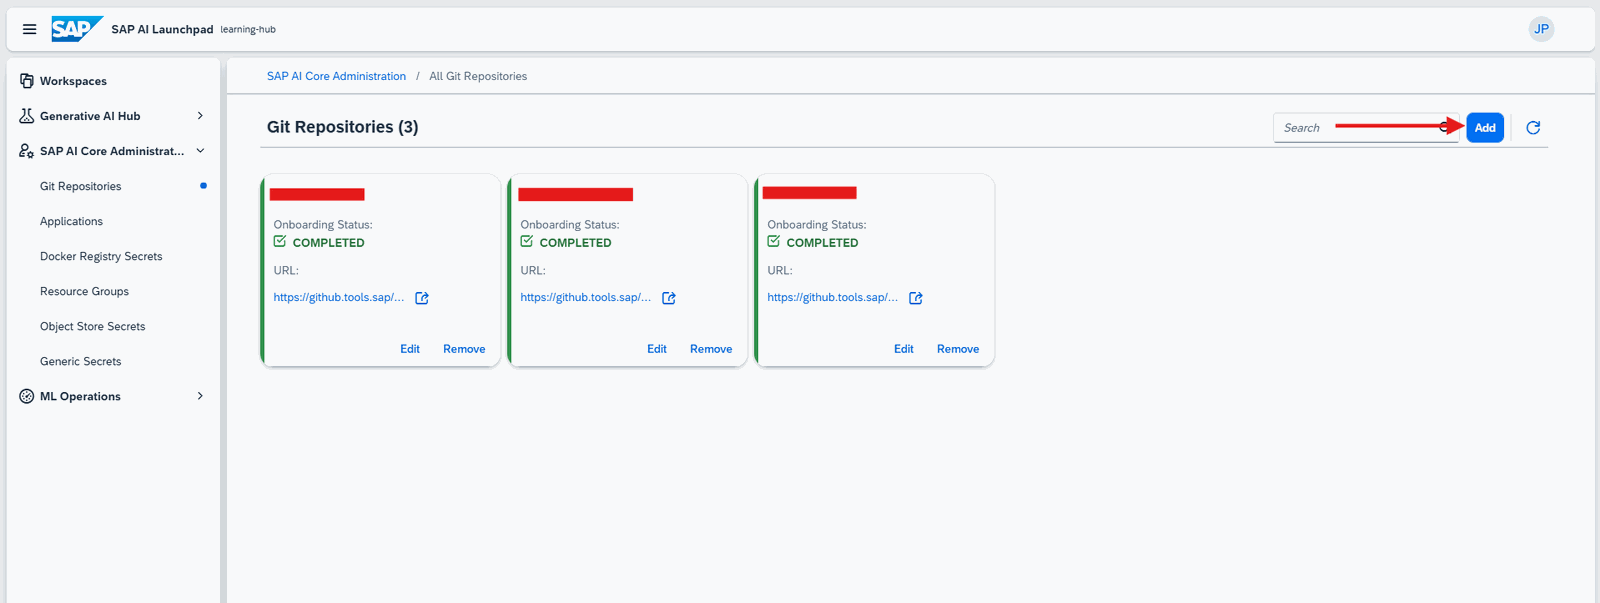 SAP SAP AI Launchpad learning-hub JP
Workspaces
Generative AI Hub
SAP AI Core Administrat...
Git Repositories
Applications
Docker Registry Secrets
Resource Groups
Object Store Secrets
Generic Secrets
ML Operations
SAP AI Core Administration / All Git Repositories
Git Repositories (3)
Search
Add
Onboarding Status:
COMPLETED
URL:
https://github.tools.sap/...
Edit Remove
Onboarding Status:
COMPLETED
URL:
https://github.tools.sap/...
Edit Remove
Onboarding Status:
COMPLETED
URL:
https://github.tools.sap/...
Edit Remove